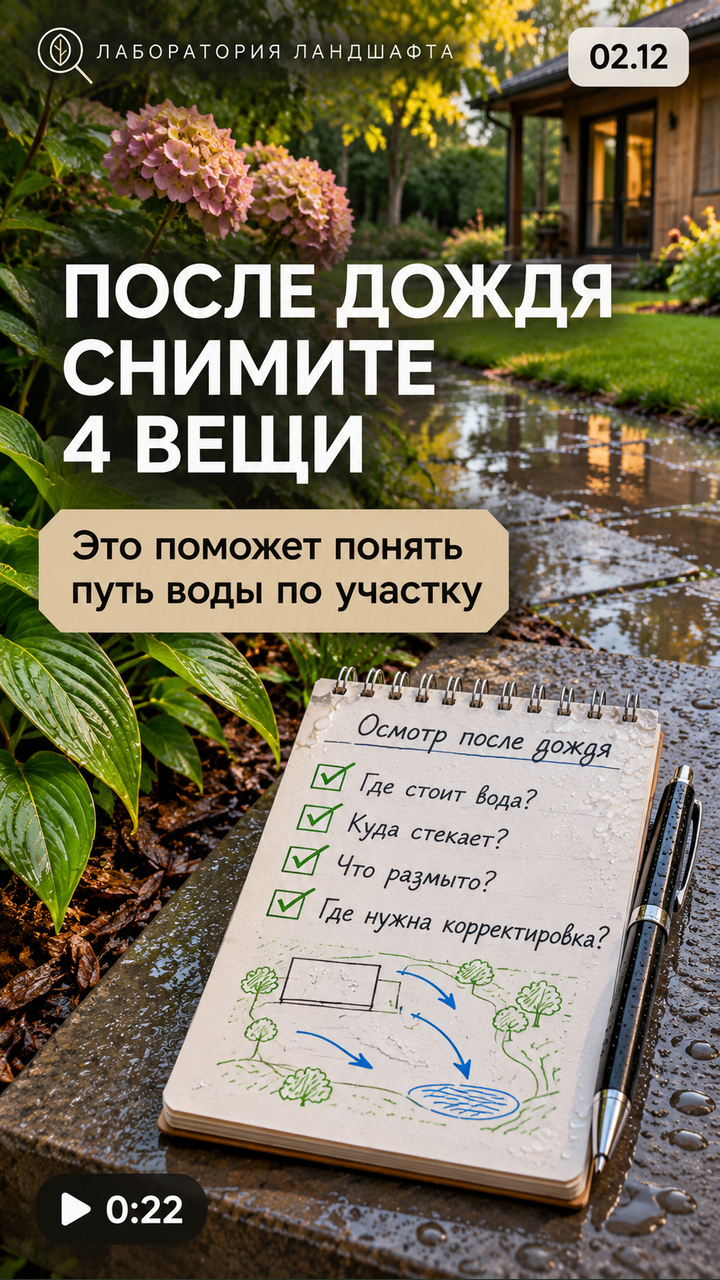 ЛАБОРАТОРИЯ ЛАНДШАФТА
02.12
ПОСЛЕ ДОЖДЯ
СНИМИТЕ
4 ВЕЩИ
Это поможет понять
путь воды по участку
Осмотр после дождя
Где стоит вода?
Куда стекает?
Что размыто?
Где нужна корректировка?
0:22